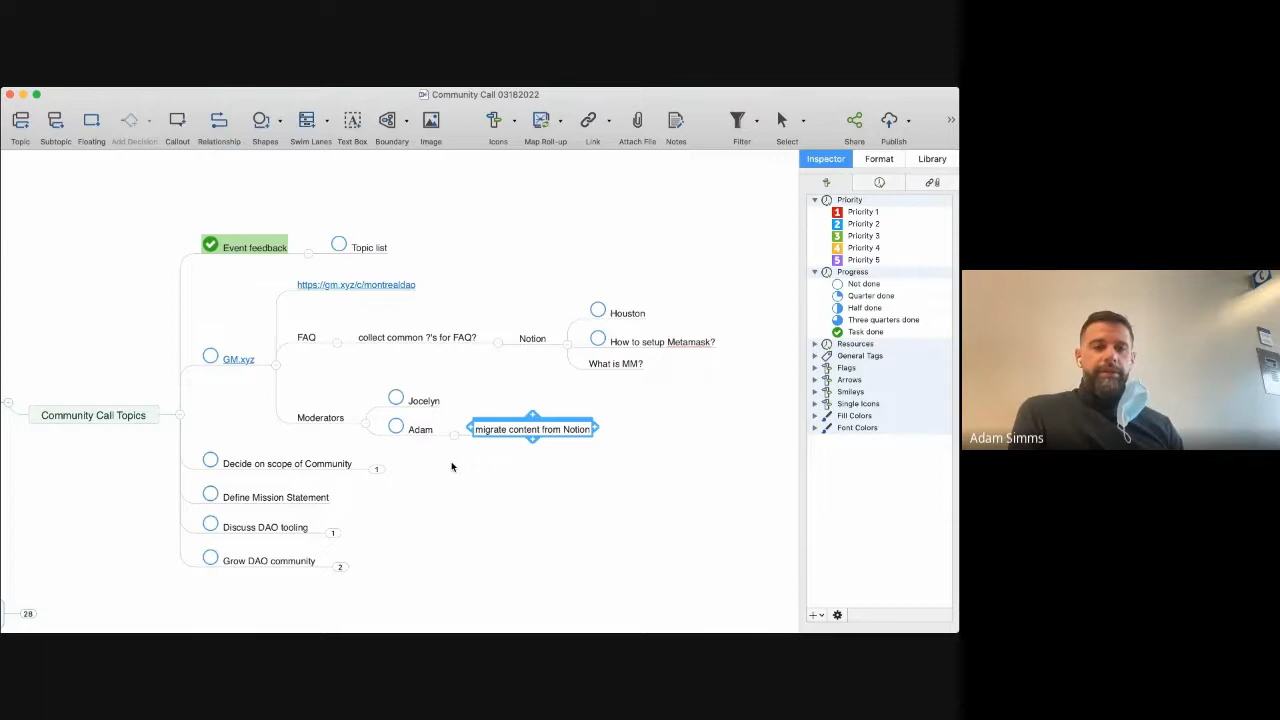 Community Call 03182022
Topic Subtopic Floating Add Decision Callout Relationship Shapes Swim Lanes Text Box Boundary Image Icons Map Roll-up Link Attach File Notes Filter Select Share Publish
Inspector Format Library
Priority
1 Priority 1
2 Priority 2
3 Priority 3
4 Priority 4
5 Priority 5
Progress
Not done
Quarter done
Half done
Three quarters done
Task done
Resources
General Tags
Flags
Arrows
Smileys
Single Icons
Fill Colors
Font Colors
Event feedback
Topic list
https://gm.xyz/c/montrealdao
Houston
FAQ
collect common ?'s for FAQ?
Notion
How to setup Metamask?
What is MM?
GM.xyz
Jocelyn
Community Call Topics
Moderators
Adam
migrate content from Notion
Decide on scope of Community
1
Define Mission Statement
Discuss DAO tooling
1
Grow DAO community
2
28
Adam Simms